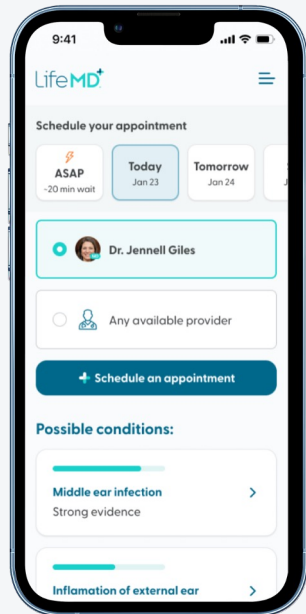 9:41
LifeMD
Schedule your appointment
ASAP
~20 min wait
Today
Jan 23
Tomorrow
Jan 24
Dr. Jennell Giles
Any available provider
+ Schedule an appointment
Possible conditions:
Middle ear infection
Strong evidence
Inflamation of external ear